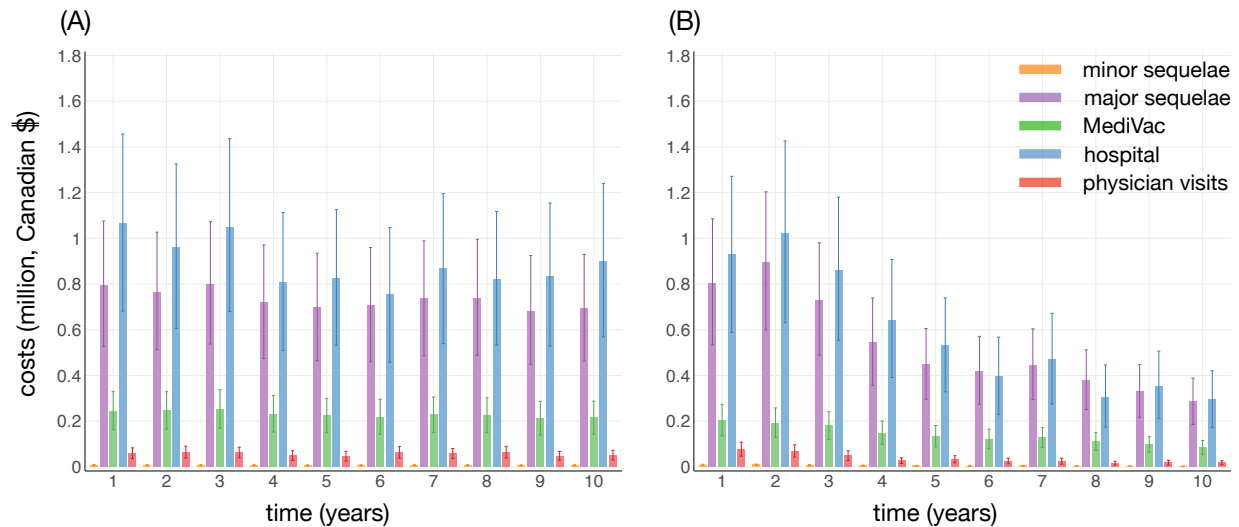 (A)
(B)
costs (million, Canadian $)
1.8
1.6
1.4
1.2
1
0.8
0.6
0.4
0.2
0
1 2 3 4 5 6 7 8 9 10
time (years)
1.8
1.6
1.4
1.2
1
0.8
0.6
0.4
0.2
0
1 2 3 4 5 6 7 8 9 10
time (years)
minor sequelae
major sequelae
MediVac
hospital
physician visits